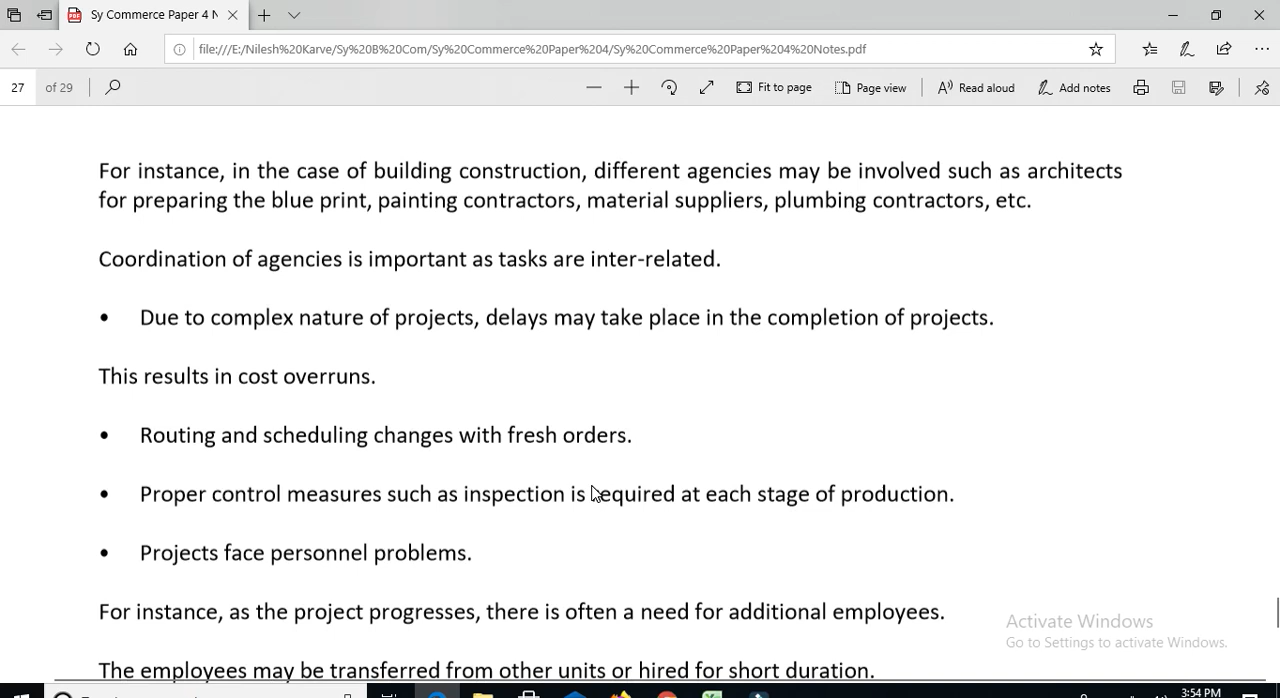 Sy Commerce Paper 4 N
file:///E:/Nilesh%20Karve/Sy%20B%20Com/Sy%20Commerce%20Paper%204/Sy%20Commerce%20Paper%204%20Notes.pdf
27 of 29 Fit to page Page view Read aloud Add notes
For instance, in the case of building construction, different agencies may be involved such as architects
for preparing the blue print, painting contractors, material suppliers, plumbing contractors, etc.
Coordination of agencies is important as tasks are inter-related.
• Due to complex nature of projects, delays may take place in the completion of projects.
This results in cost overruns.
• Routing and scheduling changes with fresh orders.
• Proper control measures such as inspection is required at each stage of production.
• Projects face personnel problems.
For instance, as the project progresses, there is often a need for additional employees.
Activate Windows
Go to Settings to activate Windows.
The employees may be transferred from other units or hired for short duration.
3:54 PM